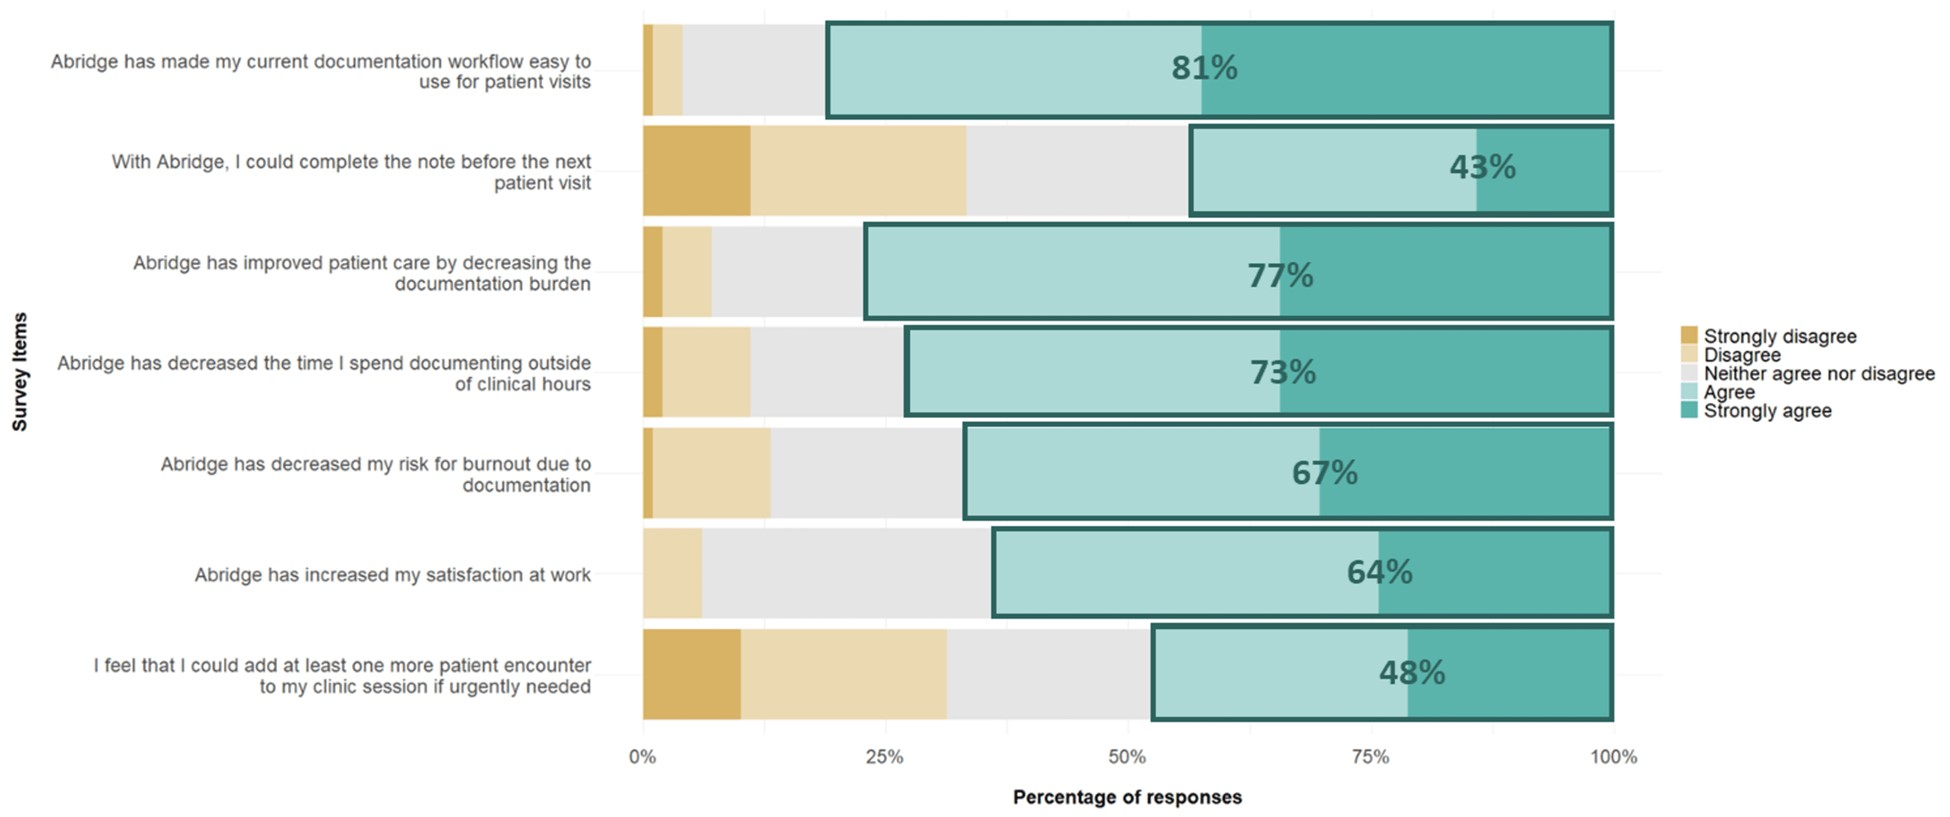 Abridge has made my current documentation workflow easy to
use for patient visits
81%
With Abridge, I could complete the note before the next
patient visit
43%
Abridge has improved patient care by decreasing the
documentation burden
77%
Abridge has decreased the time I spend documenting outside
of clinical hours
73%
Abridge has decreased my risk for burnout due to
documentation
67%
Abridge has increased my satisfaction at work
64%
I feel that I could add at least one more patient encounter
to my clinic session if urgently needed
48%
Survey Items
0%
25%
50%
75%
100%
Percentage of responses
Strongly disagree
Disagree
Neither agree nor disagree
Agree
Strongly agree